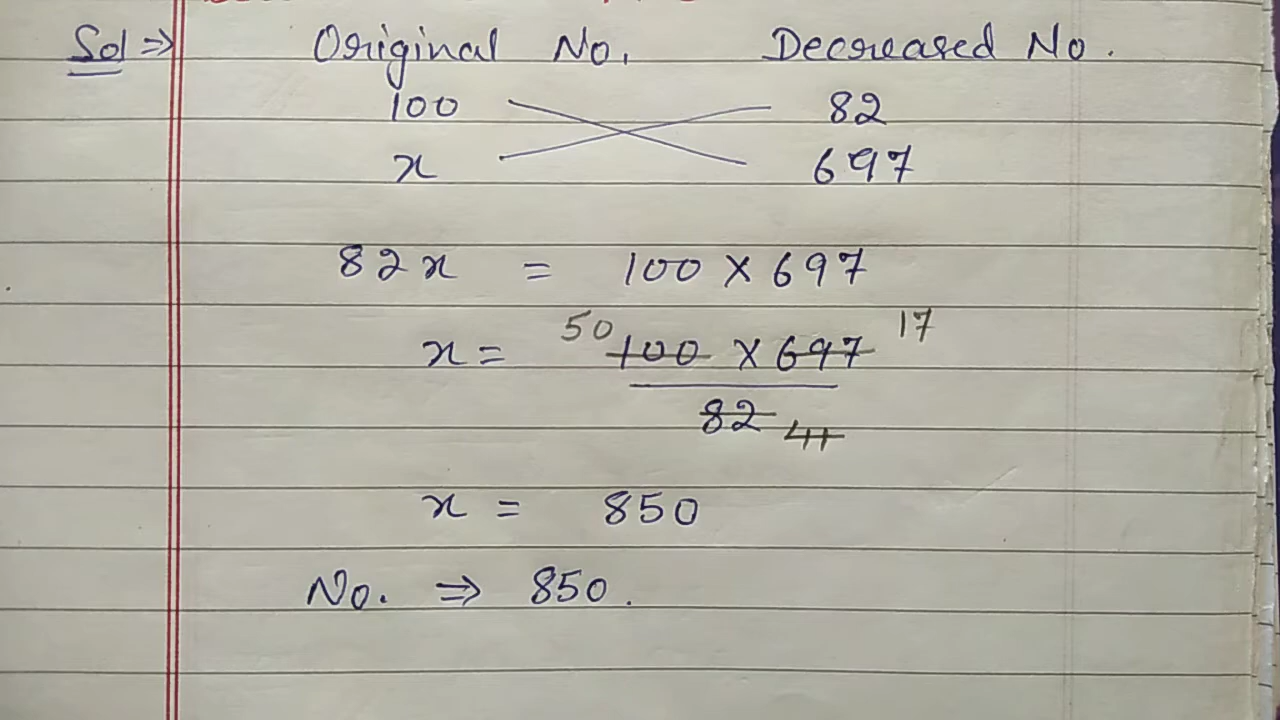 Sol ⇒ Original No. Decreased No.
100 82
x 697
82x = 100 × 697
50 17
x = 100 × 697
82 41
x = 850
No. ⇒ 850.